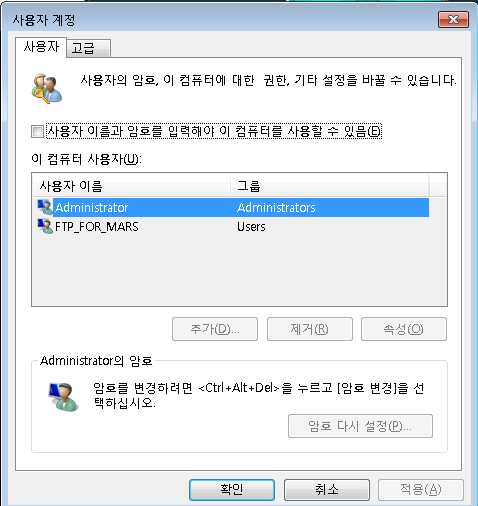 사용자 계정
사용자 고급
사용자의 암호, 이 컴퓨터에 대한 권한, 기타 설정을 바꿀 수 있습니다.
사용자 이름과 암호를 입력해야 이 컴퓨터를 사용할 수 있음(E)
이 컴퓨터 사용자(U):
사용자 이름 그룹
Administrator Administrators
FTP_FOR_MARS Users
추가(D)... 제거(R) 속성(O)
Administrator의 암호
암호를 변경하려면 <Ctrl+Alt+Del>을 누르고 [암호 변경]을 선
택하십시오.
암호 다시 설정(P)...
확인 취소 적용(A)